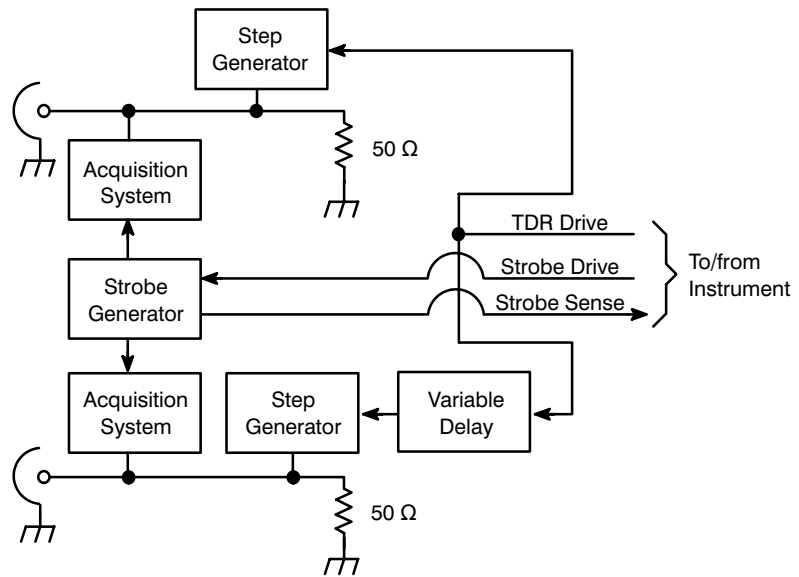 Step
Generator
50 Ω
Acquisition
System
TDR Drive
Strobe Drive
Strobe Sense
To/from
Instrument
Strobe
Generator
Acquisition
System
Step
Generator
Variable
Delay
50 Ω